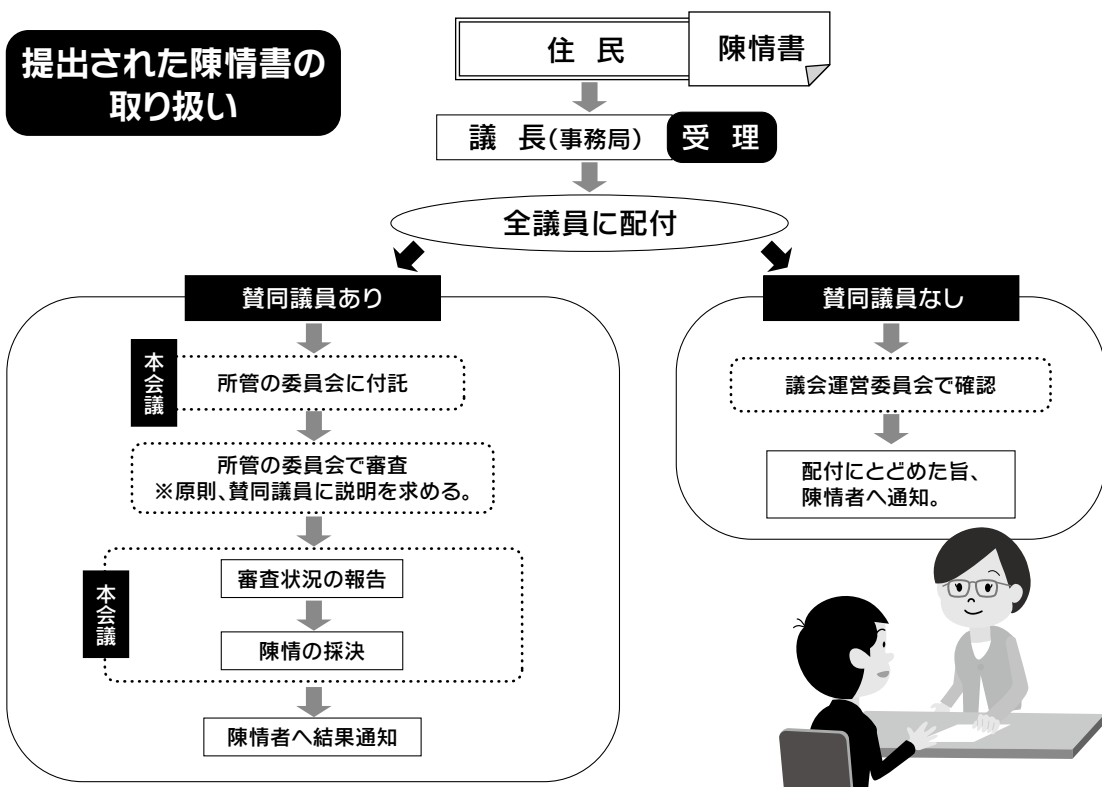 提出された陳情書の
取り扱い
住 民
陳情書
議 長(事務局)
受 理
全議員に配付
賛同議員あり
本会議
所管の委員会に付託
所管の委員会で審査
※原則、賛同議員に説明を求める。
本会議
審査状況の報告
陳情の採決
陳情者へ結果通知
賛同議員なし
議会運営委員会で確認
配付にとどめた旨、
陳情者へ通知。